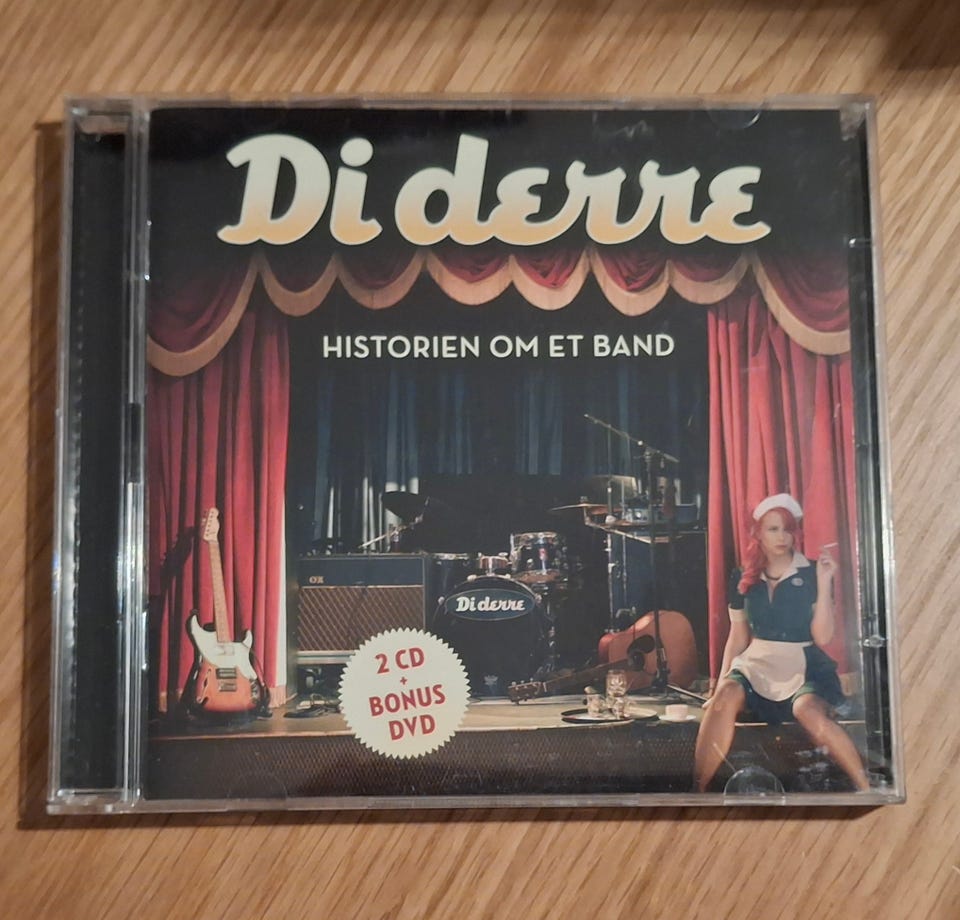 Di derre
HISTORIEN OM ET BAND
Di derre
2 CD
+
BONUS
DVD